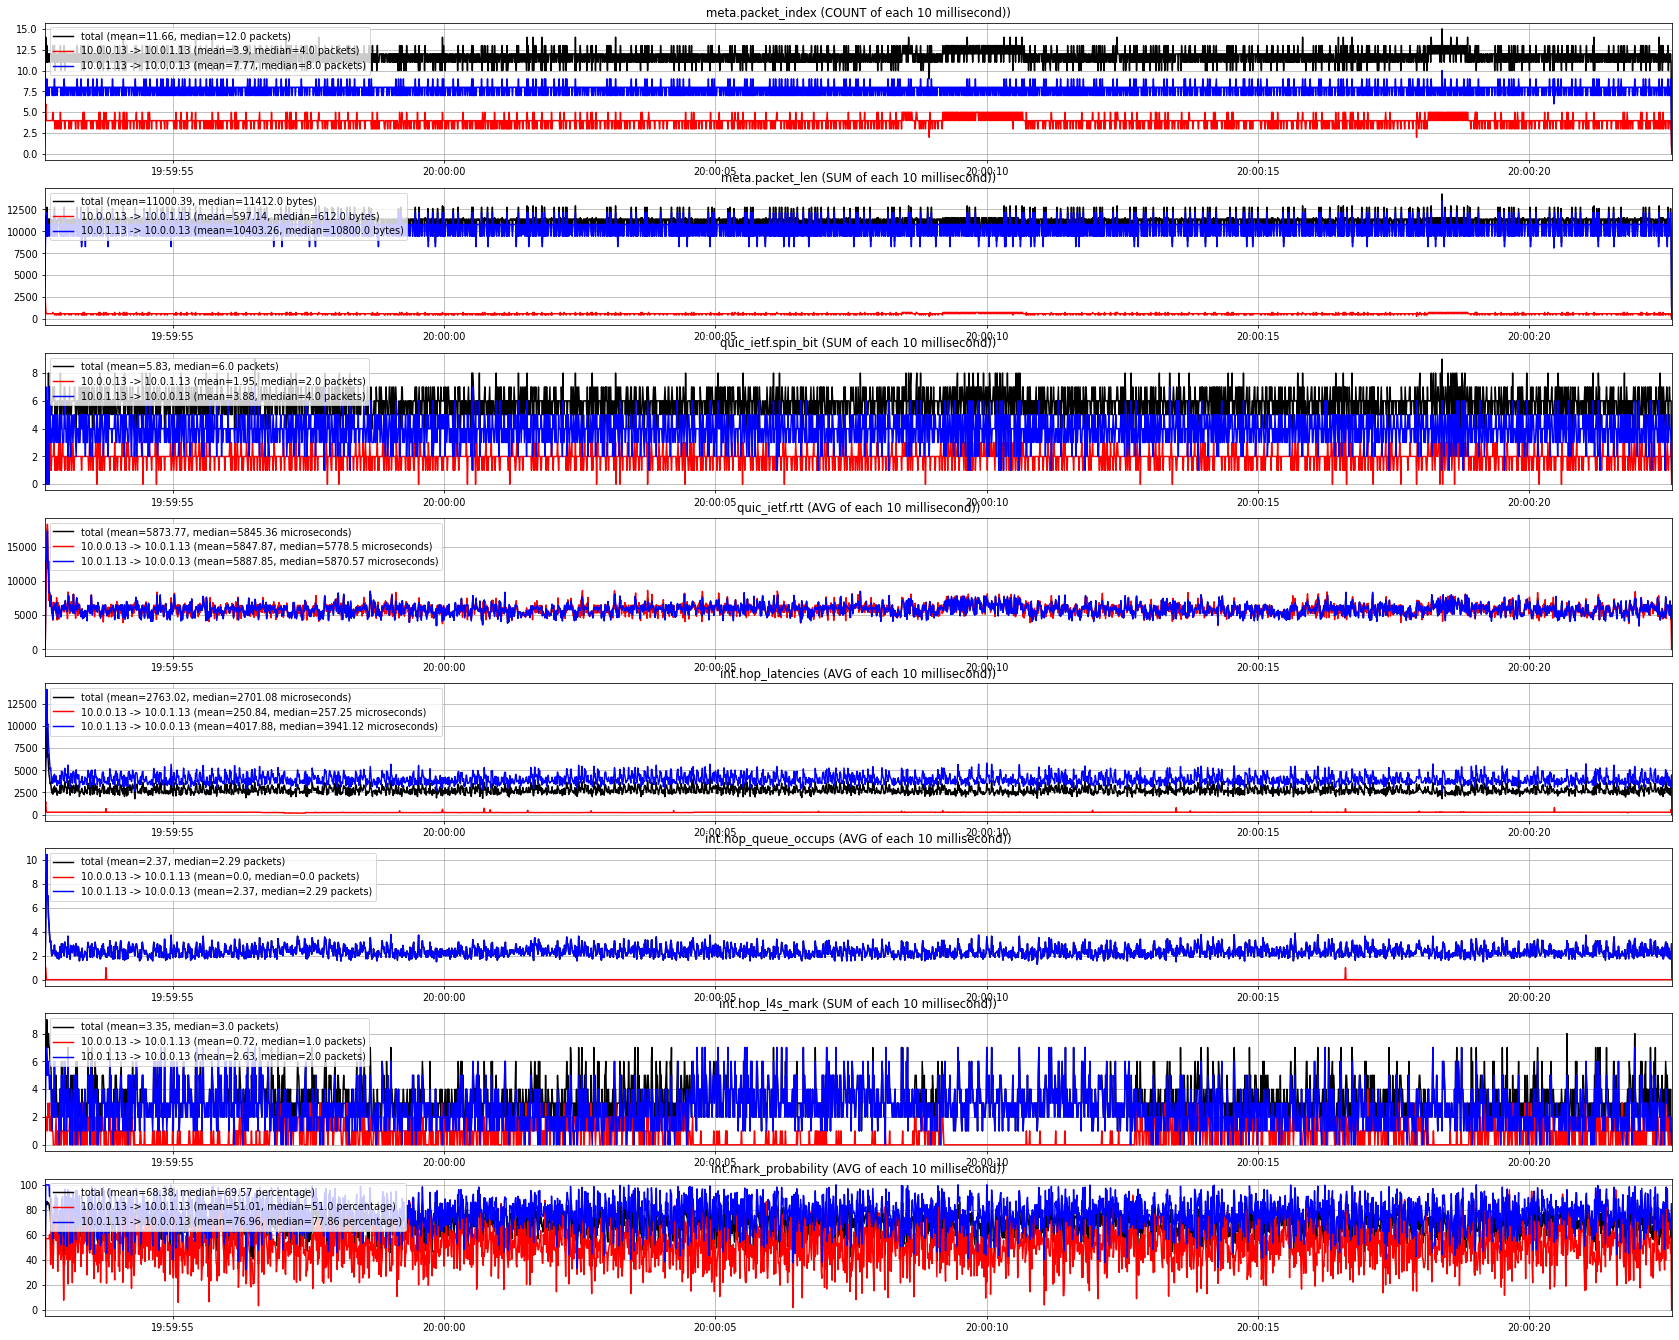 meta.packet_index (COUNT of each 10 millisecond))
total (mean=11.66, median=12.0 packets)
10.0.0.13 -> 10.0.1.13 (mean=3.9, median=4.0 packets)
10.0.1.13 -> 10.0.0.13 (mean=7.77, median=8.0 packets)
15.0
12.5
10.0
7.5
5.0
2.5
0.0
19:59:55 20:00:00 20:00:05 20:00:10 20:00:15 20:00:20
meta.packet_len (SUM of each 10 millisecond))
total (mean=11000.39, median=11412.0 bytes)
10.0.0.13 -> 10.0.1.13 (mean=597.14, median=612.0 bytes)
10.0.1.13 -> 10.0.0.13 (mean=10403.26, median=10800.0 bytes)
12500
10000
7500
5000
2500
0
19:59:55 20:00:00 20:00:05 20:00:10 20:00:15 20:00:20
quic_ietf.spin_bit (SUM of each 10 millisecond))
total (mean=5.83, median=6.0 packets)
10.0.0.13 -> 10.0.1.13 (mean=1.95, median=2.0 packets)
10.0.1.13 -> 10.0.0.13 (mean=3.88, median=4.0 packets)
8
6
4
2
0
19:59:55 20:00:00 20:00:05 20:00:10 20:00:15 20:00:20
quic_ietf.rtt (AVG of each 10 millisecond))
total (mean=5873.77, median=5845.36 microseconds)
10.0.0.13 -> 10.0.1.13 (mean=5847.87, median=5778.5 microseconds)
10.0.1.13 -> 10.0.0.13 (mean=5887.85, median=5870.57 microseconds)
15000
10000
5000
0
19:59:55 20:00:00 20:00:05 20:00:10 20:00:15 20:00:20
int.hop_latencies (AVG of each 10 millisecond))
total (mean=2763.02, median=2701.08 microseconds)
10.0.0.13 -> 10.0.1.13 (mean=250.84, median=257.25 microseconds)
10.0.1.13 -> 10.0.0.13 (mean=4017.88, median=3941.12 microseconds)
12500
10000
7500
5000
2500
0
19:59:55 20:00:00 20:00:05 20:00:10 20:00:15 20:00:20
int.hop_queue_occups (AVG of each 10 millisecond))
total (mean=2.37, median=2.29 packets)
10.0.0.13 -> 10.0.1.13 (mean=0.0, median=0.0 packets)
10.0.1.13 -> 10.0.0.13 (mean=2.37, median=2.29 packets)
10
8
6
4
2
0
19:59:55 20:00:00 20:00:05 20:00:10 20:00:15 20:00:20
int.hop_l4s_mark (SUM of each 10 millisecond))
total (mean=3.35, median=3.0 packets)
10.0.0.13 -> 10.0.1.13 (mean=0.72, median=1.0 packets)
10.0.1.13 -> 10.0.0.13 (mean=2.63, median=2.0 packets)
8
6
4
2
0
19:59:55 20:00:00 20:00:05 20:00:10 20:00:15 20:00:20
int.mark_probability (AVG of each 10 millisecond))
total (mean=68.38, median=69.57 percentage)
10.0.0.13 -> 10.0.1.13 (mean=51.01, median=51.0 percentage)
10.0.1.13 -> 10.0.0.13 (mean=76.96, median=77.86 percentage)
100
80
60
40
20
0
19:59:55 20:00:00 20:00:05 20:00:10 20:00:15 20:00:20